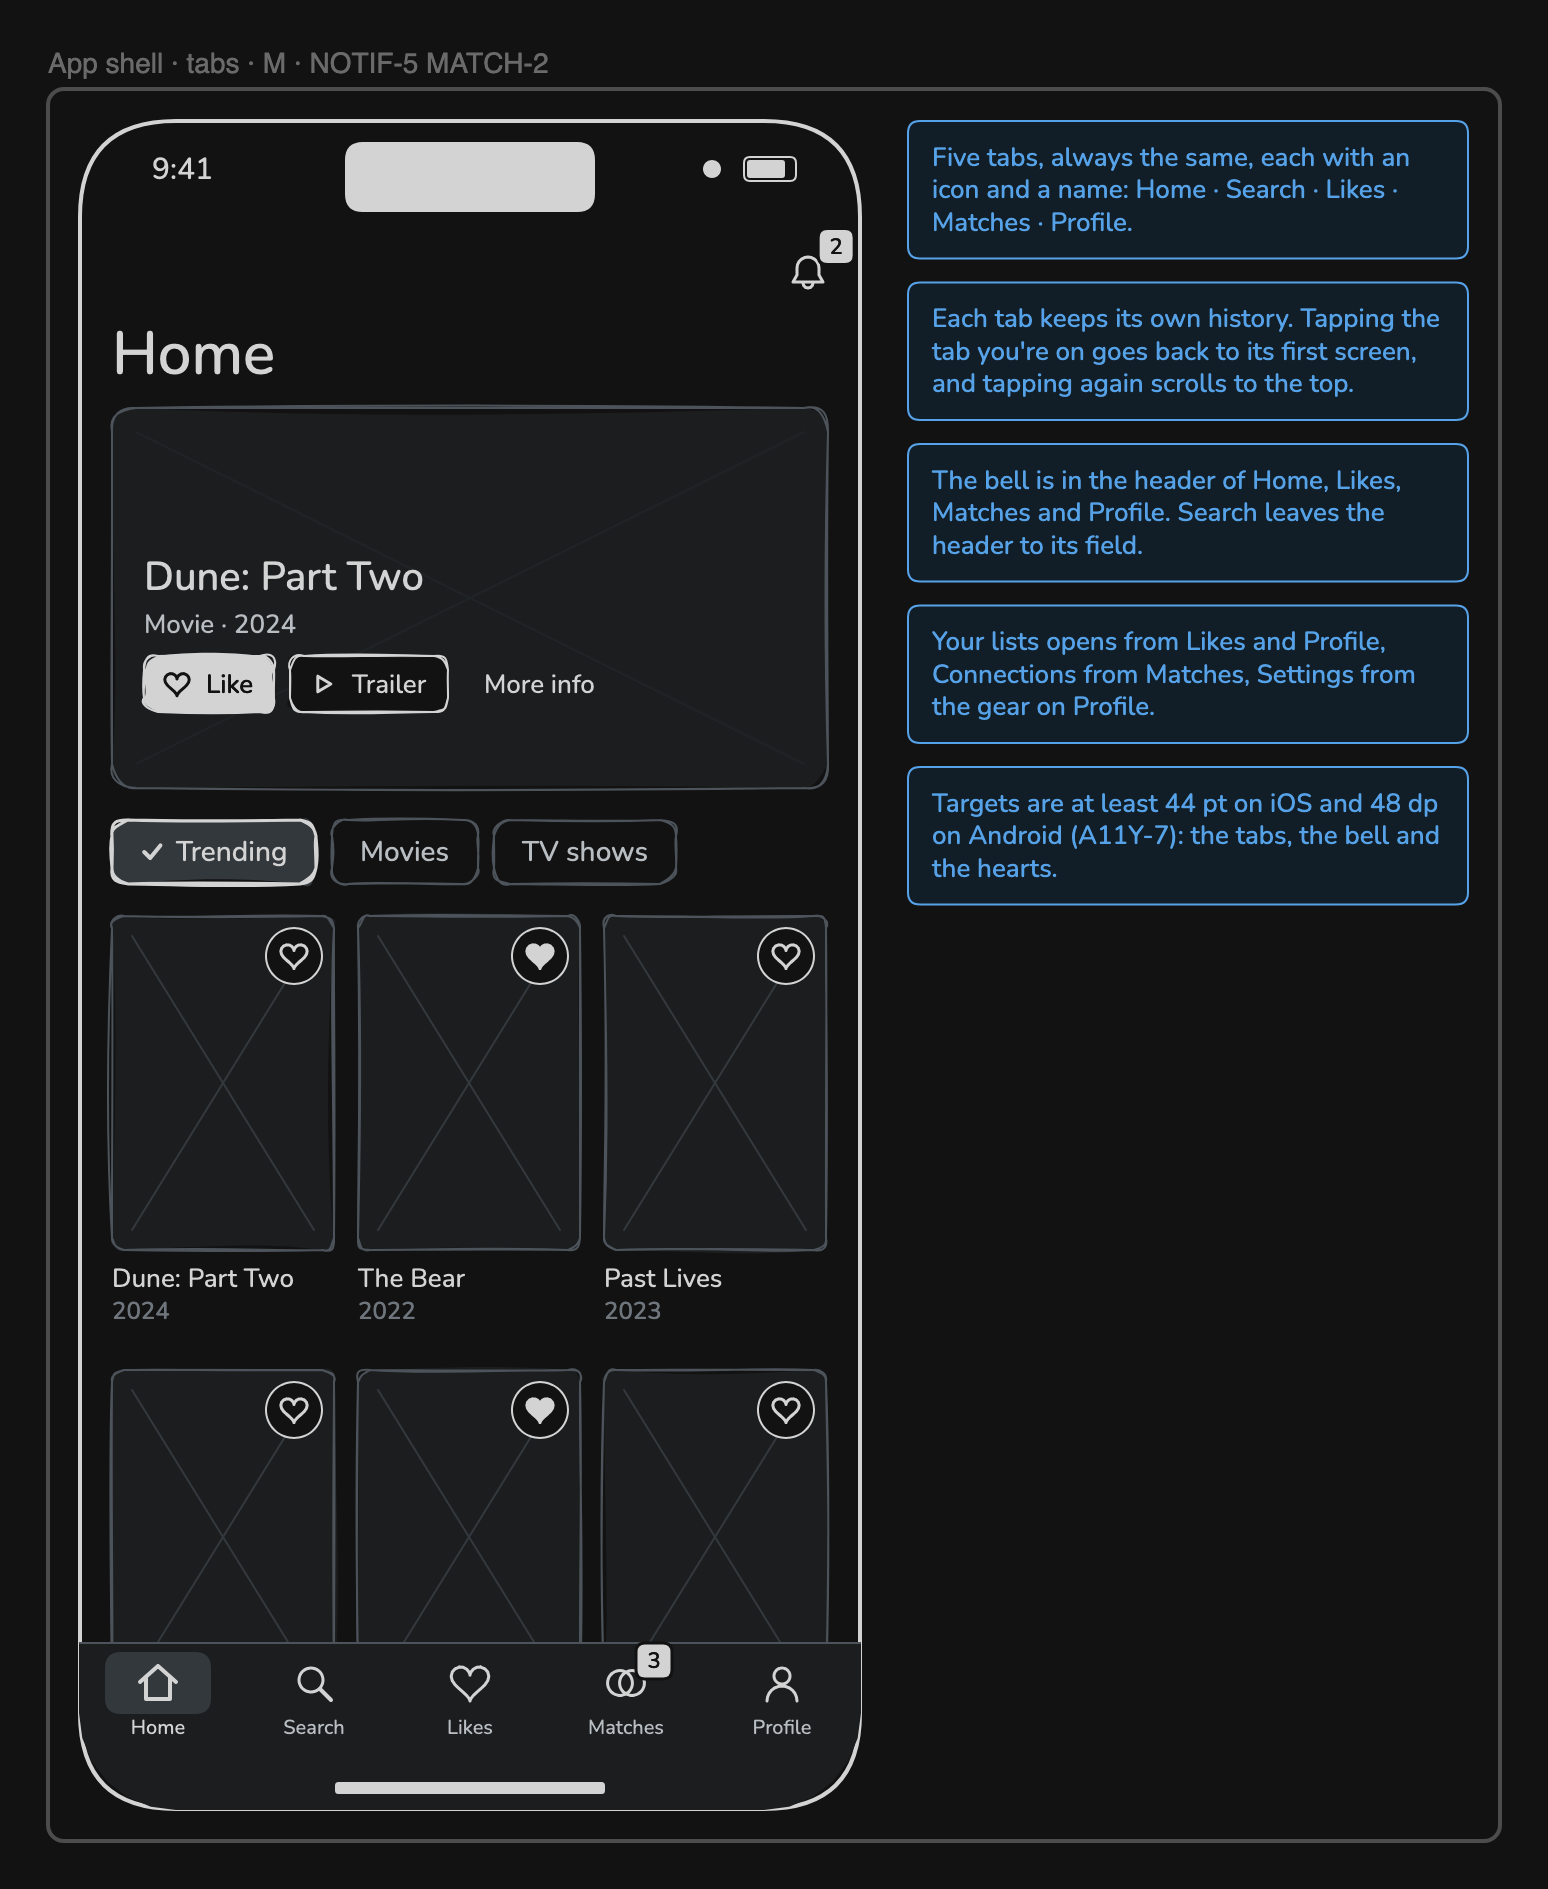 App shell · tabs · M · NOTIF-5 MATCH-2
9:41
2
Home
Dune: Part Two
Movie · 2024
Like
Trailer
More info
Trending
Movies
TV shows
Dune: Part Two
2024
The Bear
2022
Past Lives
2023
3
Home
Search
Likes
Matches
Profile
Five tabs, always the same, each with an
icon and a name: Home · Search · Likes ·
Matches · Profile.
Each tab keeps its own history. Tapping the
tab you're on goes back to its first screen,
and tapping again scrolls to the top.
The bell is in the header of Home, Likes,
Matches and Profile. Search leaves the
header to its field.
Your lists opens from Likes and Profile,
Connections from Matches, Settings from
the gear on Profile.
Targets are at least 44 pt on iOS and 48 dp
on Android (A11Y-7): the tabs, the bell and
the hearts.